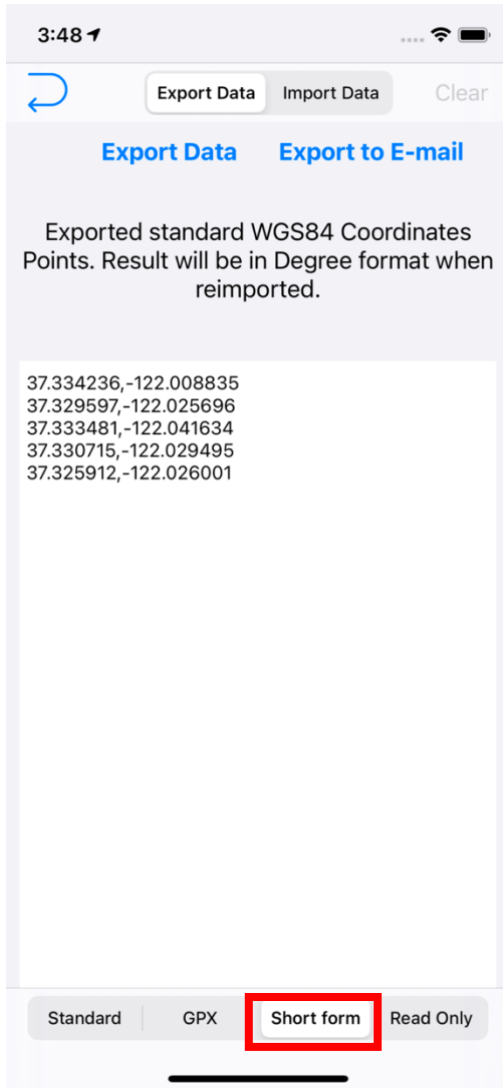 3:48
Export Data Import Data Clear
Export Data Export to E-mail
Exported standard WGS84 Coordinates
Points. Result will be in Degree format when
reimported.
37.334236,-122.008835
37.329597,-122.025696
37.333481,-122.041634
37.330715,-122.029495
37.325912,-122.026001
Standard GPX Short form Read Only